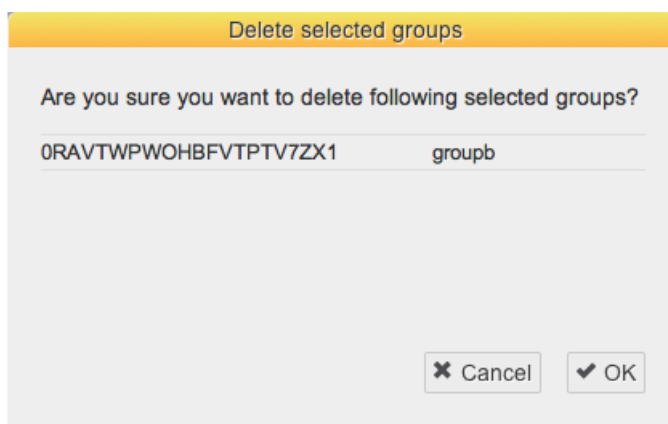 Delete selected groups
Are you sure you want to delete following selected groups?
0RAVTWPWOHBFVTPTV7ZX1 groupb
Cancel OK